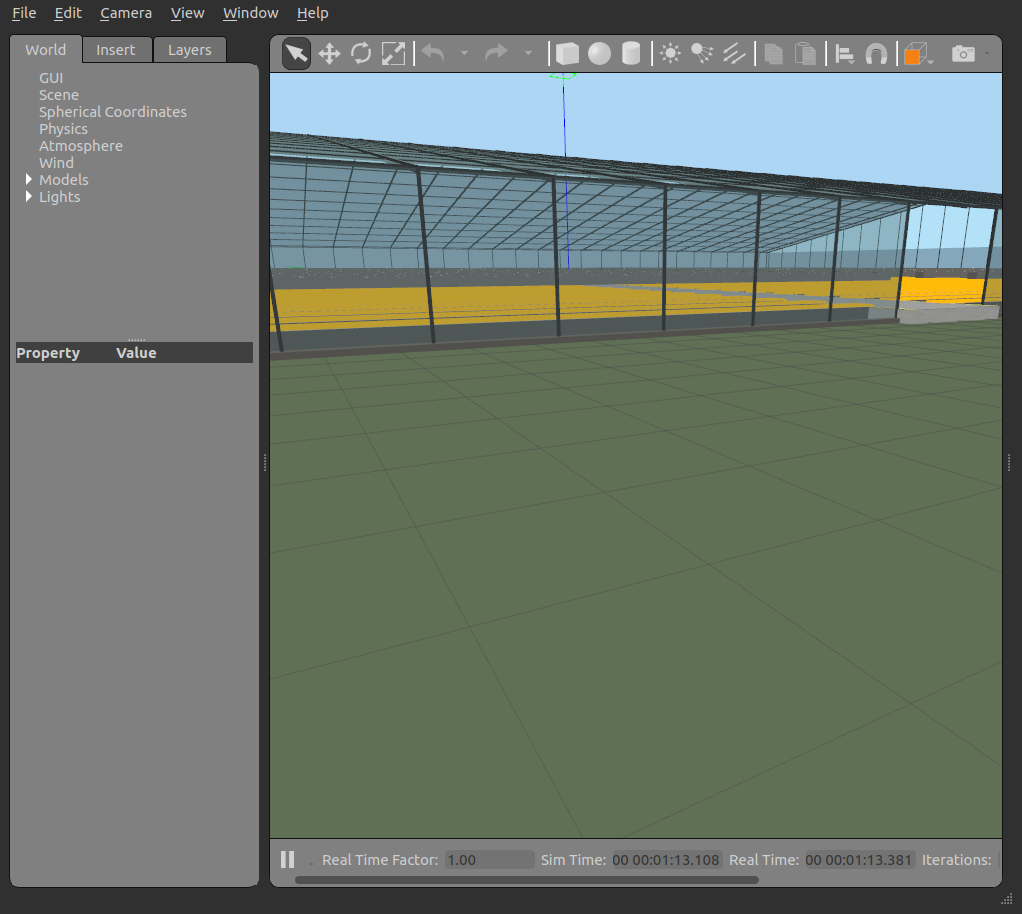 File Edit Camera View Window Help
World Insert Layers
GUI
Scene
Spherical Coordinates
Physics
Atmosphere
Wind
Models
Lights
Property Value
Real Time Factor: 1.00 Sim Time: 00 00:01:13.108 Real Time: 00 00:01:13.381 Iterations: